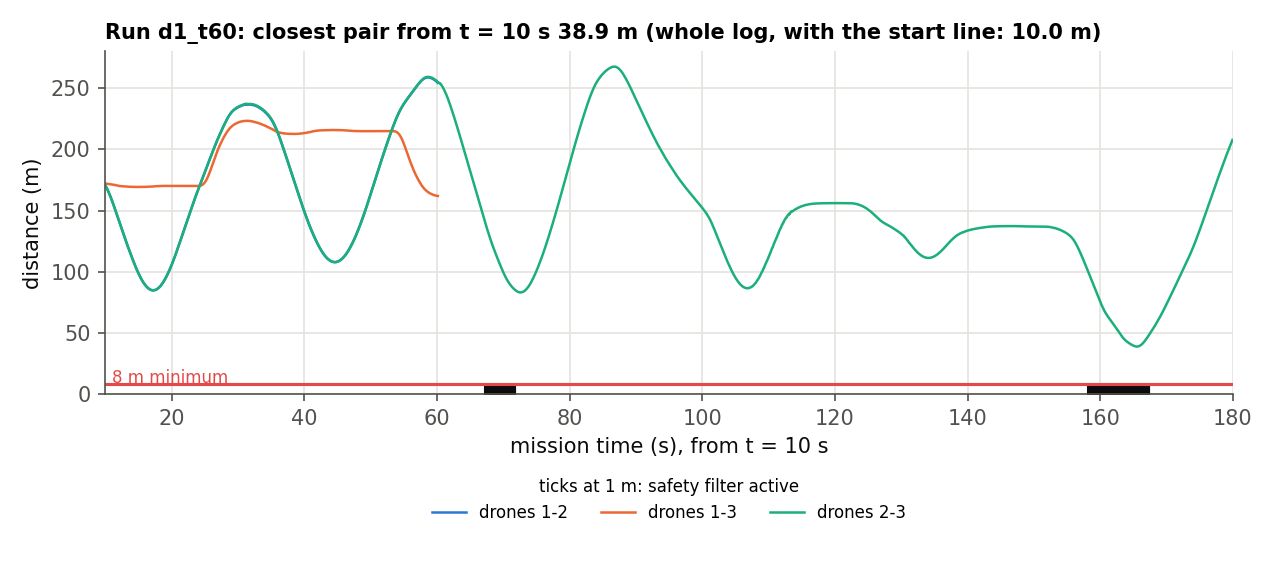 Run d1_t60: closest pair from t = 10 s 38.9 m (whole log, with the start line: 10.0 m)
distance (m)
250
200
150
100
50
0
8 m minimum
20 40 60 80 100 120 140 160 180
mission time (s), from t = 10 s
ticks at 1 m: safety filter active
drones 1-2 drones 1-3 drones 2-3